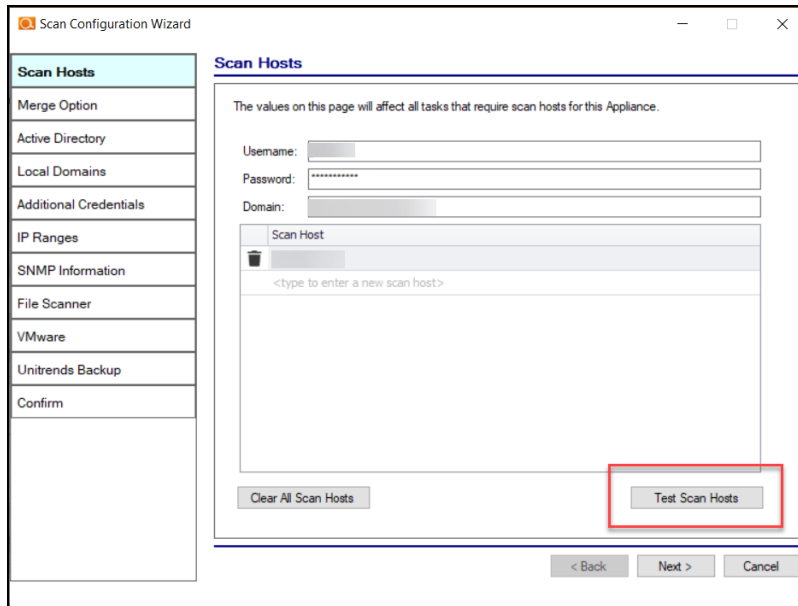 Scan Configuration Wizard
Scan Hosts
Merge Option
Active Directory
Local Domains
Additional Credentials
IP Ranges
SNMP Information
File Scanner
VMware
Unitrends Backup
Confirm
Scan Hosts
The values on this page will affect all tasks that require scan hosts for this Appliance.
Username:
Password: ***********
Domain:
Scan Host
<type to enter a new scan host>
Clear All Scan Hosts
Test Scan Hosts
< Back
Next >
Cancel